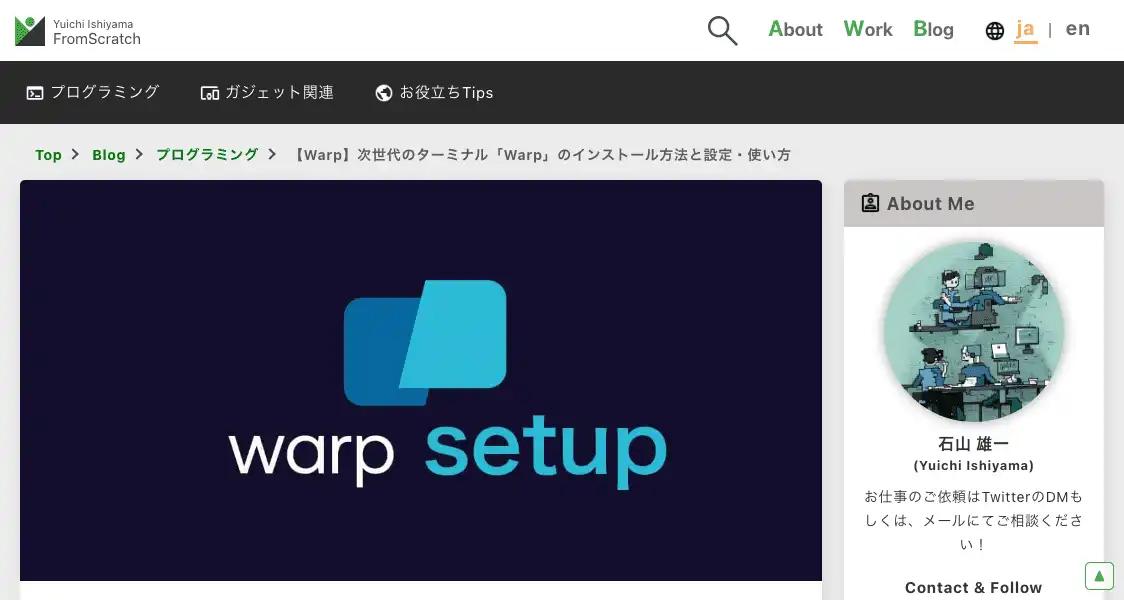 Yuichi Ishiyama
FromScratch
About Work Blog ja | en
プログラミング ガジェット関連 お役立ちTips
Top Blog プログラミング 【Warp】次世代のターミナル「Warp」のインストール方法と設定・使い方
warp setup
About Me
石山 雄一
(Yuichi Ishiyama)
お仕事のご依頼はTwitterのDMも
しくは、メールにてご相談くださ
い！
Contact & Follow